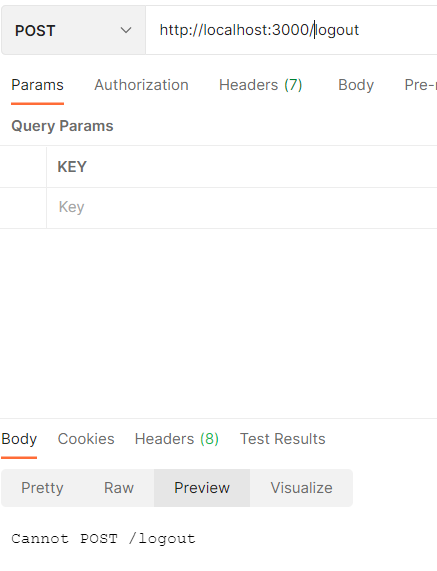 POST http://localhost:3000/logout
Params Authorization Headers (7) Body Pre-r
Query Params
KEY
Key
Body Cookies Headers (8) Test Results
Pretty Raw Preview Visualize
Cannot POST /logout